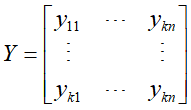 Y = [ y11 ⋯ ykn
⋮ ⋮
yk1 ⋯ ykn ]